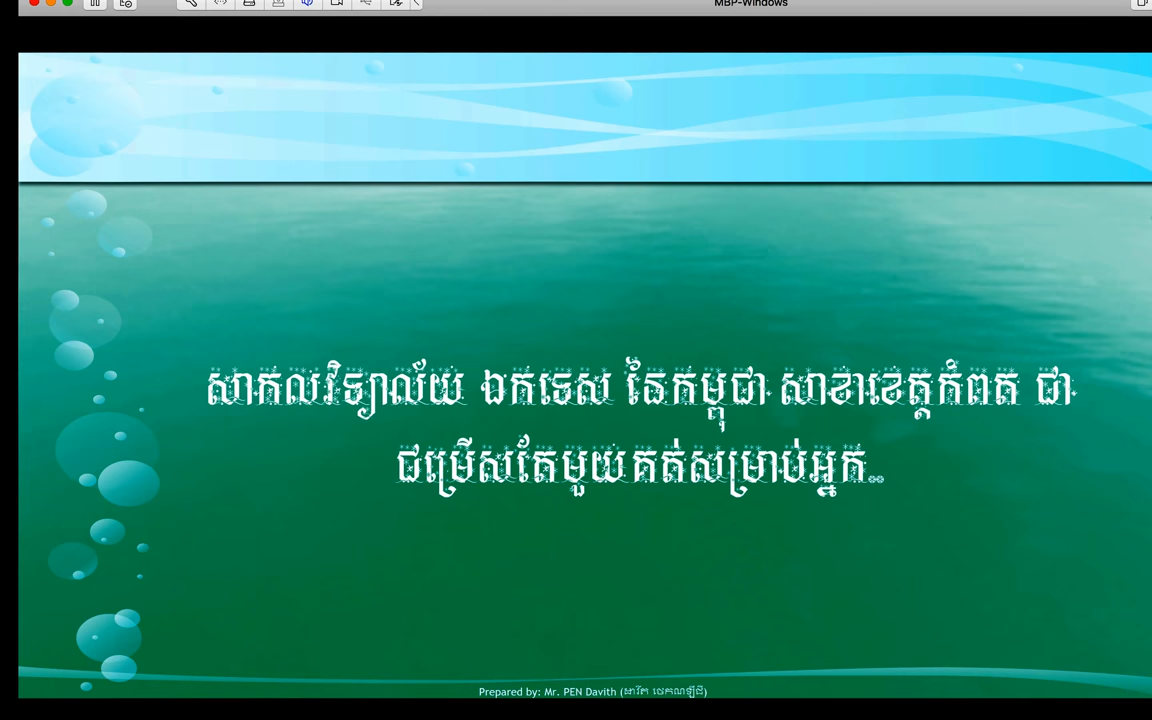 MBP-Windows
សាកលវិទ្យាល័យ ឯកទេស នៃកម្ពុជា សាខាខេត្តកំពត ជា
ជម្រើសតែមួយគត់សម្រាប់អ្នក..
Prepared by: Mr. PEN Davith